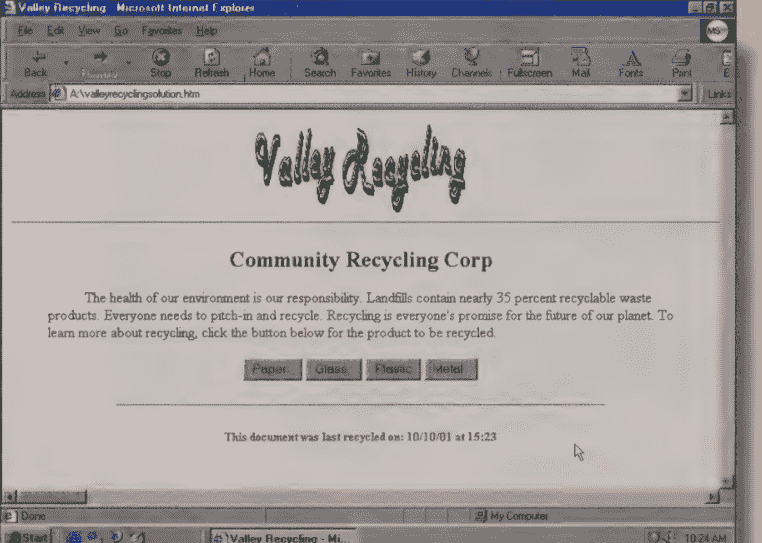 Valley Recycling - Microsoft Internet Explorer
File Edit View Go Favorites Help
Back Forward Stop Refresh Home Search Favorites History Channels Fullscreen Mail Fonts Print E
Address A:\valleyrecyclingsolution.htm Links
Valley Recycling
Community Recycling Corp
The health of our environment is our responsibility. Landfills contain nearly 35 percent recyclable waste
products. Everyone needs to pitch-in and recycle. Recycling is everyone's promise for the future of our planet. To
learn more about recycling, click the button below for the product to be recycled.
Paper Glass Plastic Metal
This document was last recycled on: 10/10/01 at 15:23
Done My Computer
Start Valley Recycling - Mi... 10:24 AM